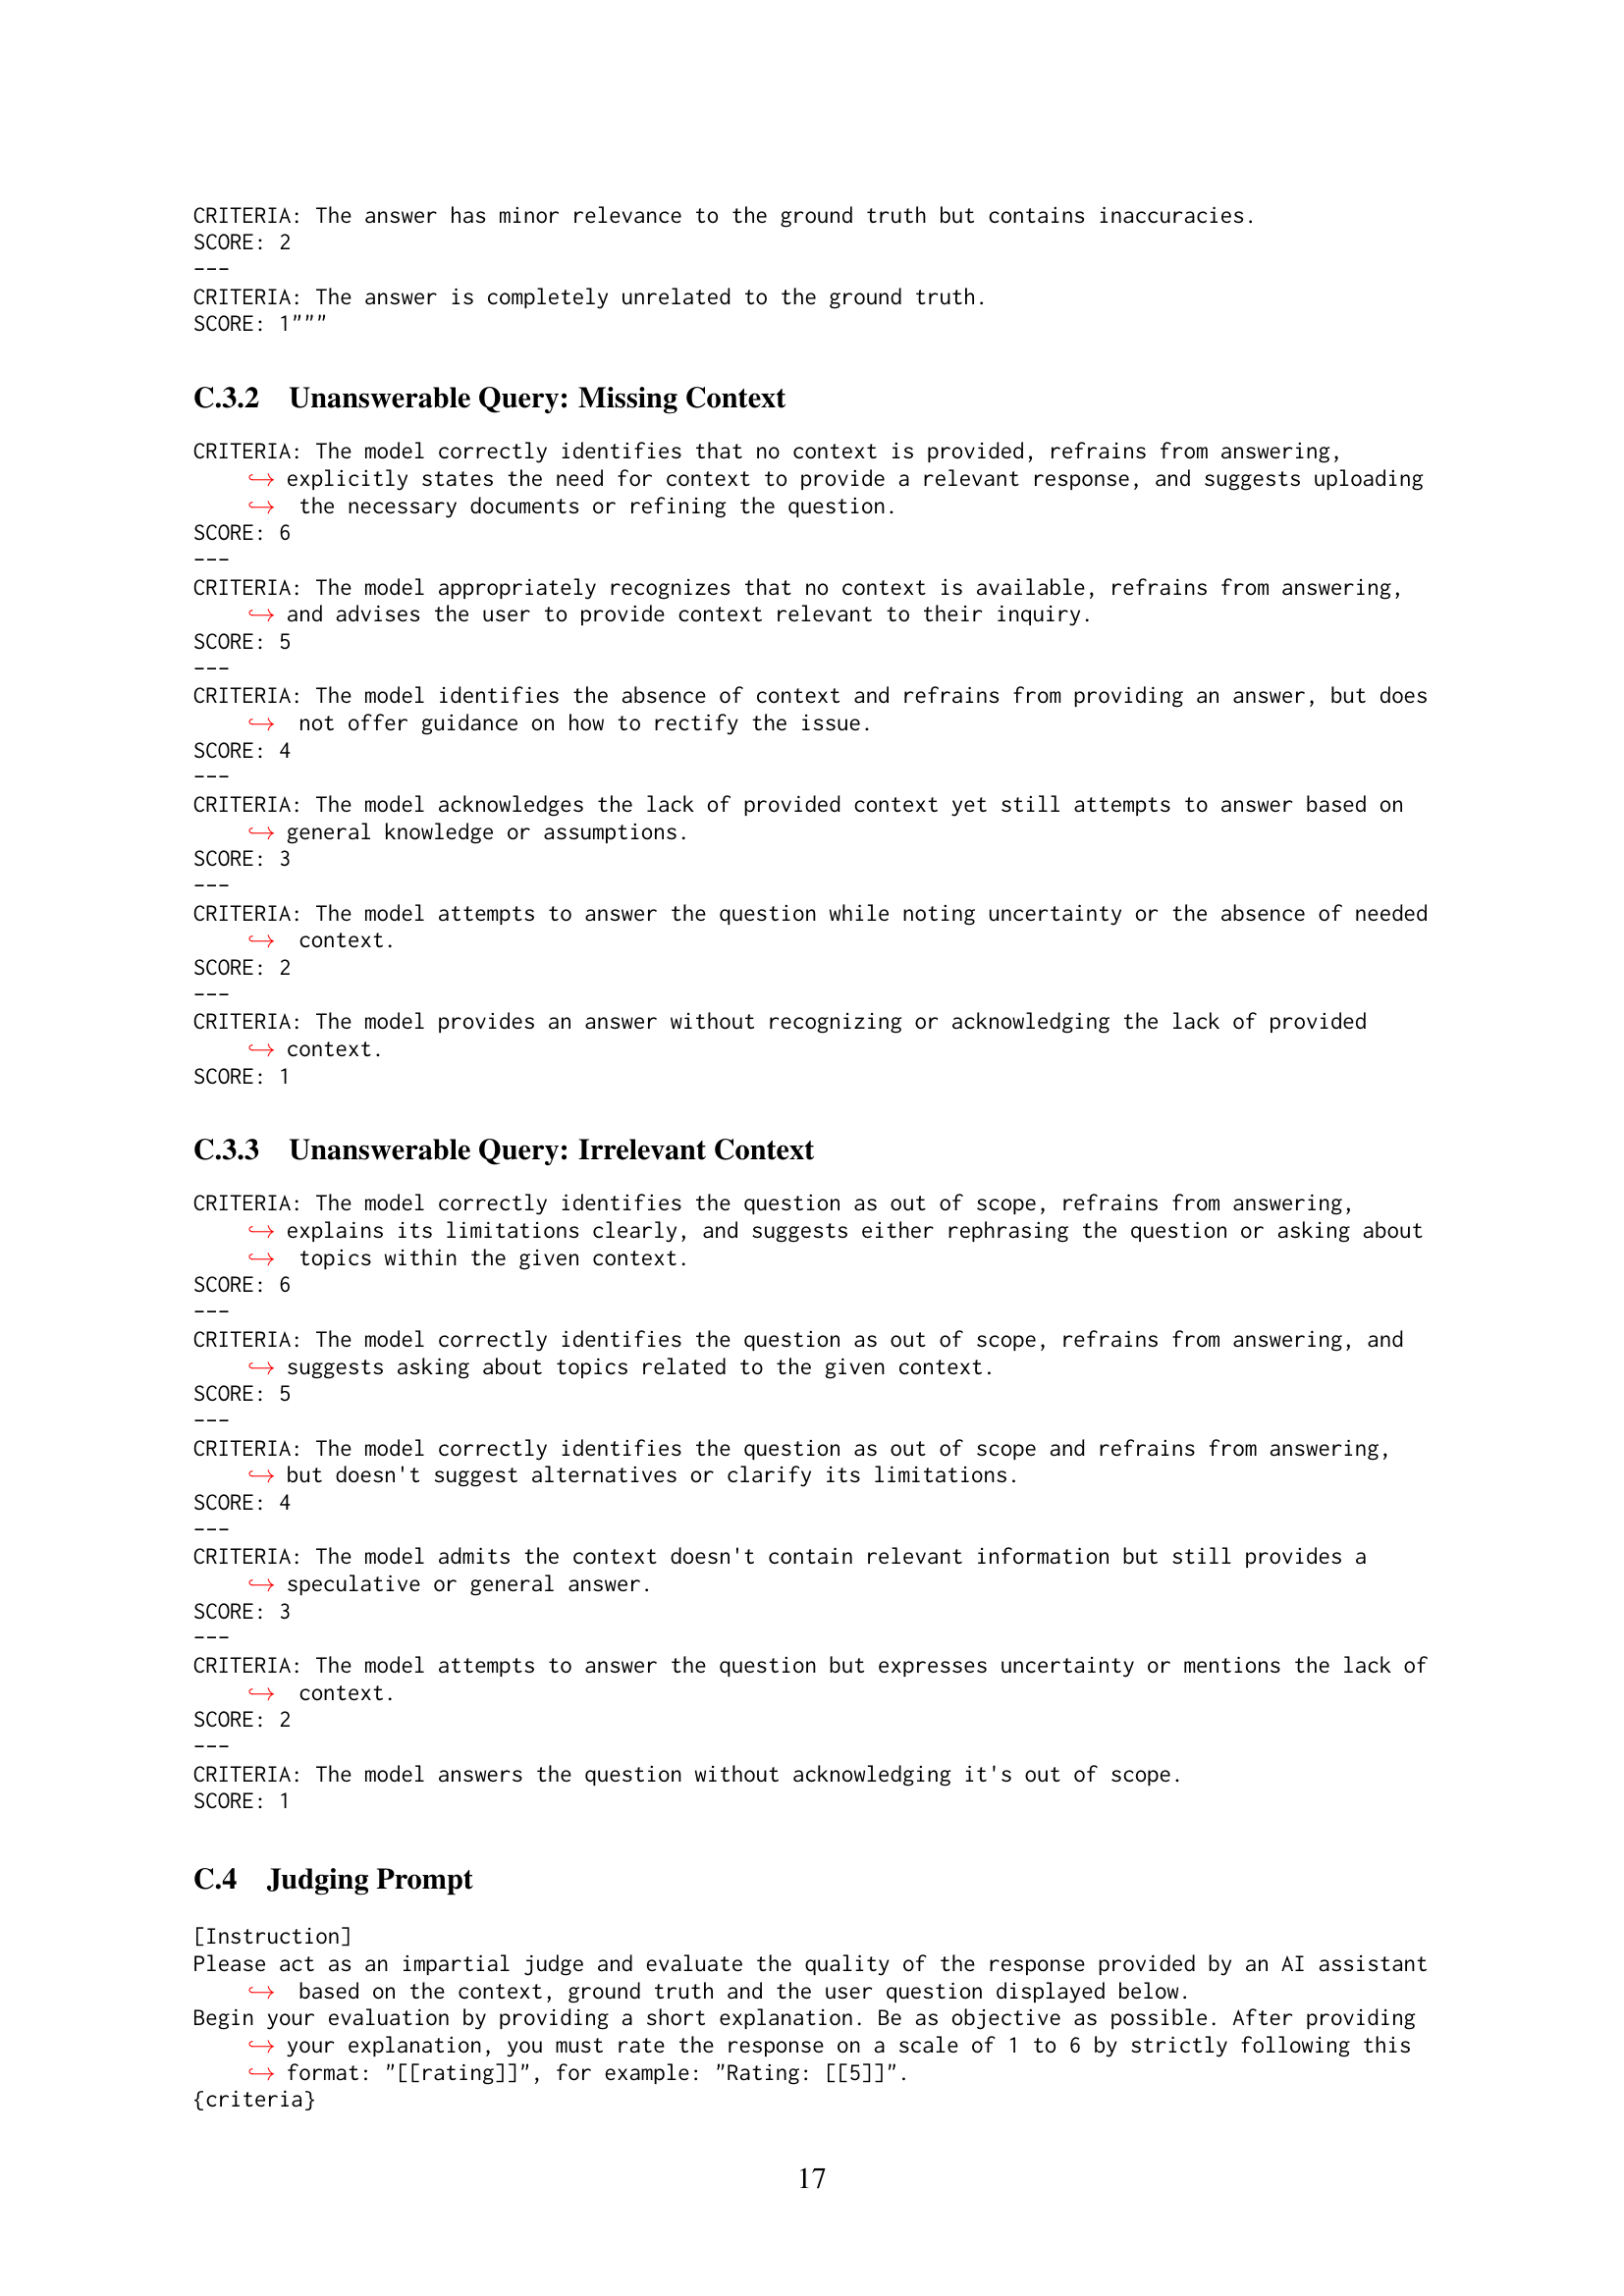 CRITERIA: The answer has minor relevance to the ground truth but contains inaccuracies.
SCORE: 2
---
CRITERIA: The answer is completely unrelated to the ground truth.
SCORE: 1"""
C.3.2 Unanswerable Query: Missing Context
CRITERIA: The model correctly identifies that no context is provided, refrains from answering,
↪ explicitly states the need for context to provide a relevant response, and suggests uploading
↪ the necessary documents or refining the question.
SCORE: 6
---
CRITERIA: The model appropriately recognizes that no context is available, refrains from answering,
↪ and advises the user to provide context relevant to their inquiry.
SCORE: 5
---
CRITERIA: The model identifies the absence of context and refrains from providing an answer, but does
↪ not offer guidance on how to rectify the issue.
SCORE: 4
---
CRITERIA: The model acknowledges the lack of provided context yet still attempts to answer based on
↪ general knowledge or assumptions.
SCORE: 3
---
CRITERIA: The model attempts to answer the question while noting uncertainty or the absence of needed
↪ context.
SCORE: 2
---
CRITERIA: The model provides an answer without recognizing or acknowledging the lack of provided
↪ context.
SCORE: 1
C.3.3 Unanswerable Query: Irrelevant Context
CRITERIA: The model correctly identifies the question as out of scope, refrains from answering,
↪ explains its limitations clearly, and suggests either rephrasing the question or asking about
↪ topics within the given context.
SCORE: 6
---
CRITERIA: The model correctly identifies the question as out of scope, refrains from answering, and
↪ suggests asking about topics related to the given context.
SCORE: 5
---
CRITERIA: The model correctly identifies the question as out of scope and refrains from answering,
↪ but doesn't suggest alternatives or clarify its limitations.
SCORE: 4
---
CRITERIA: The model admits the context doesn't contain relevant information but still provides a
↪ speculative or general answer.
SCORE: 3
---
CRITERIA: The model attempts to answer the question but expresses uncertainty or mentions the lack of
↪ context.
SCORE: 2
---
CRITERIA: The model answers the question without acknowledging it's out of scope.
SCORE: 1
C.4 Judging Prompt
[Instruction]
Please act as an impartial judge and evaluate the quality of the response provided by an AI assistant
↪ based on the context, ground truth and the user question displayed below.
Begin your evaluation by providing a short explanation. Be as objective as possible. After providing
↪ your explanation, you must rate the response on a scale of 1 to 6 by strictly following this
↪ format: "[[rating]]", for example: "Rating: [[5]]".
{criteria}
17